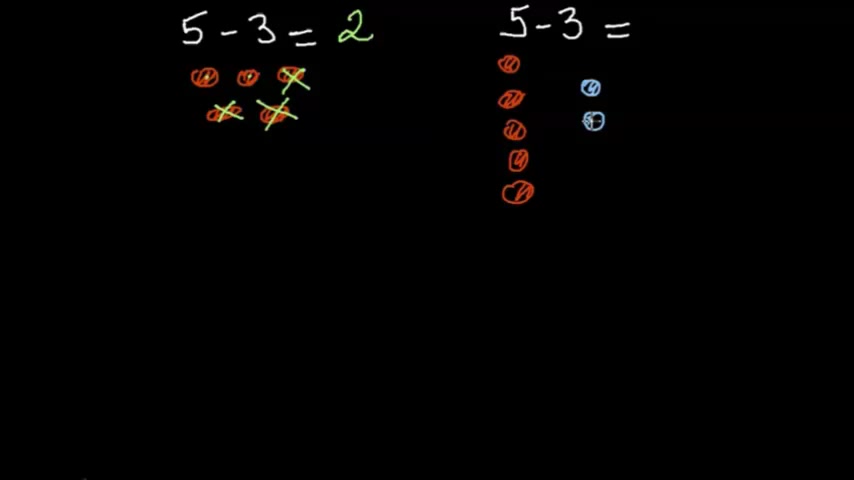 5 - 3 = 2
5 - 3 =